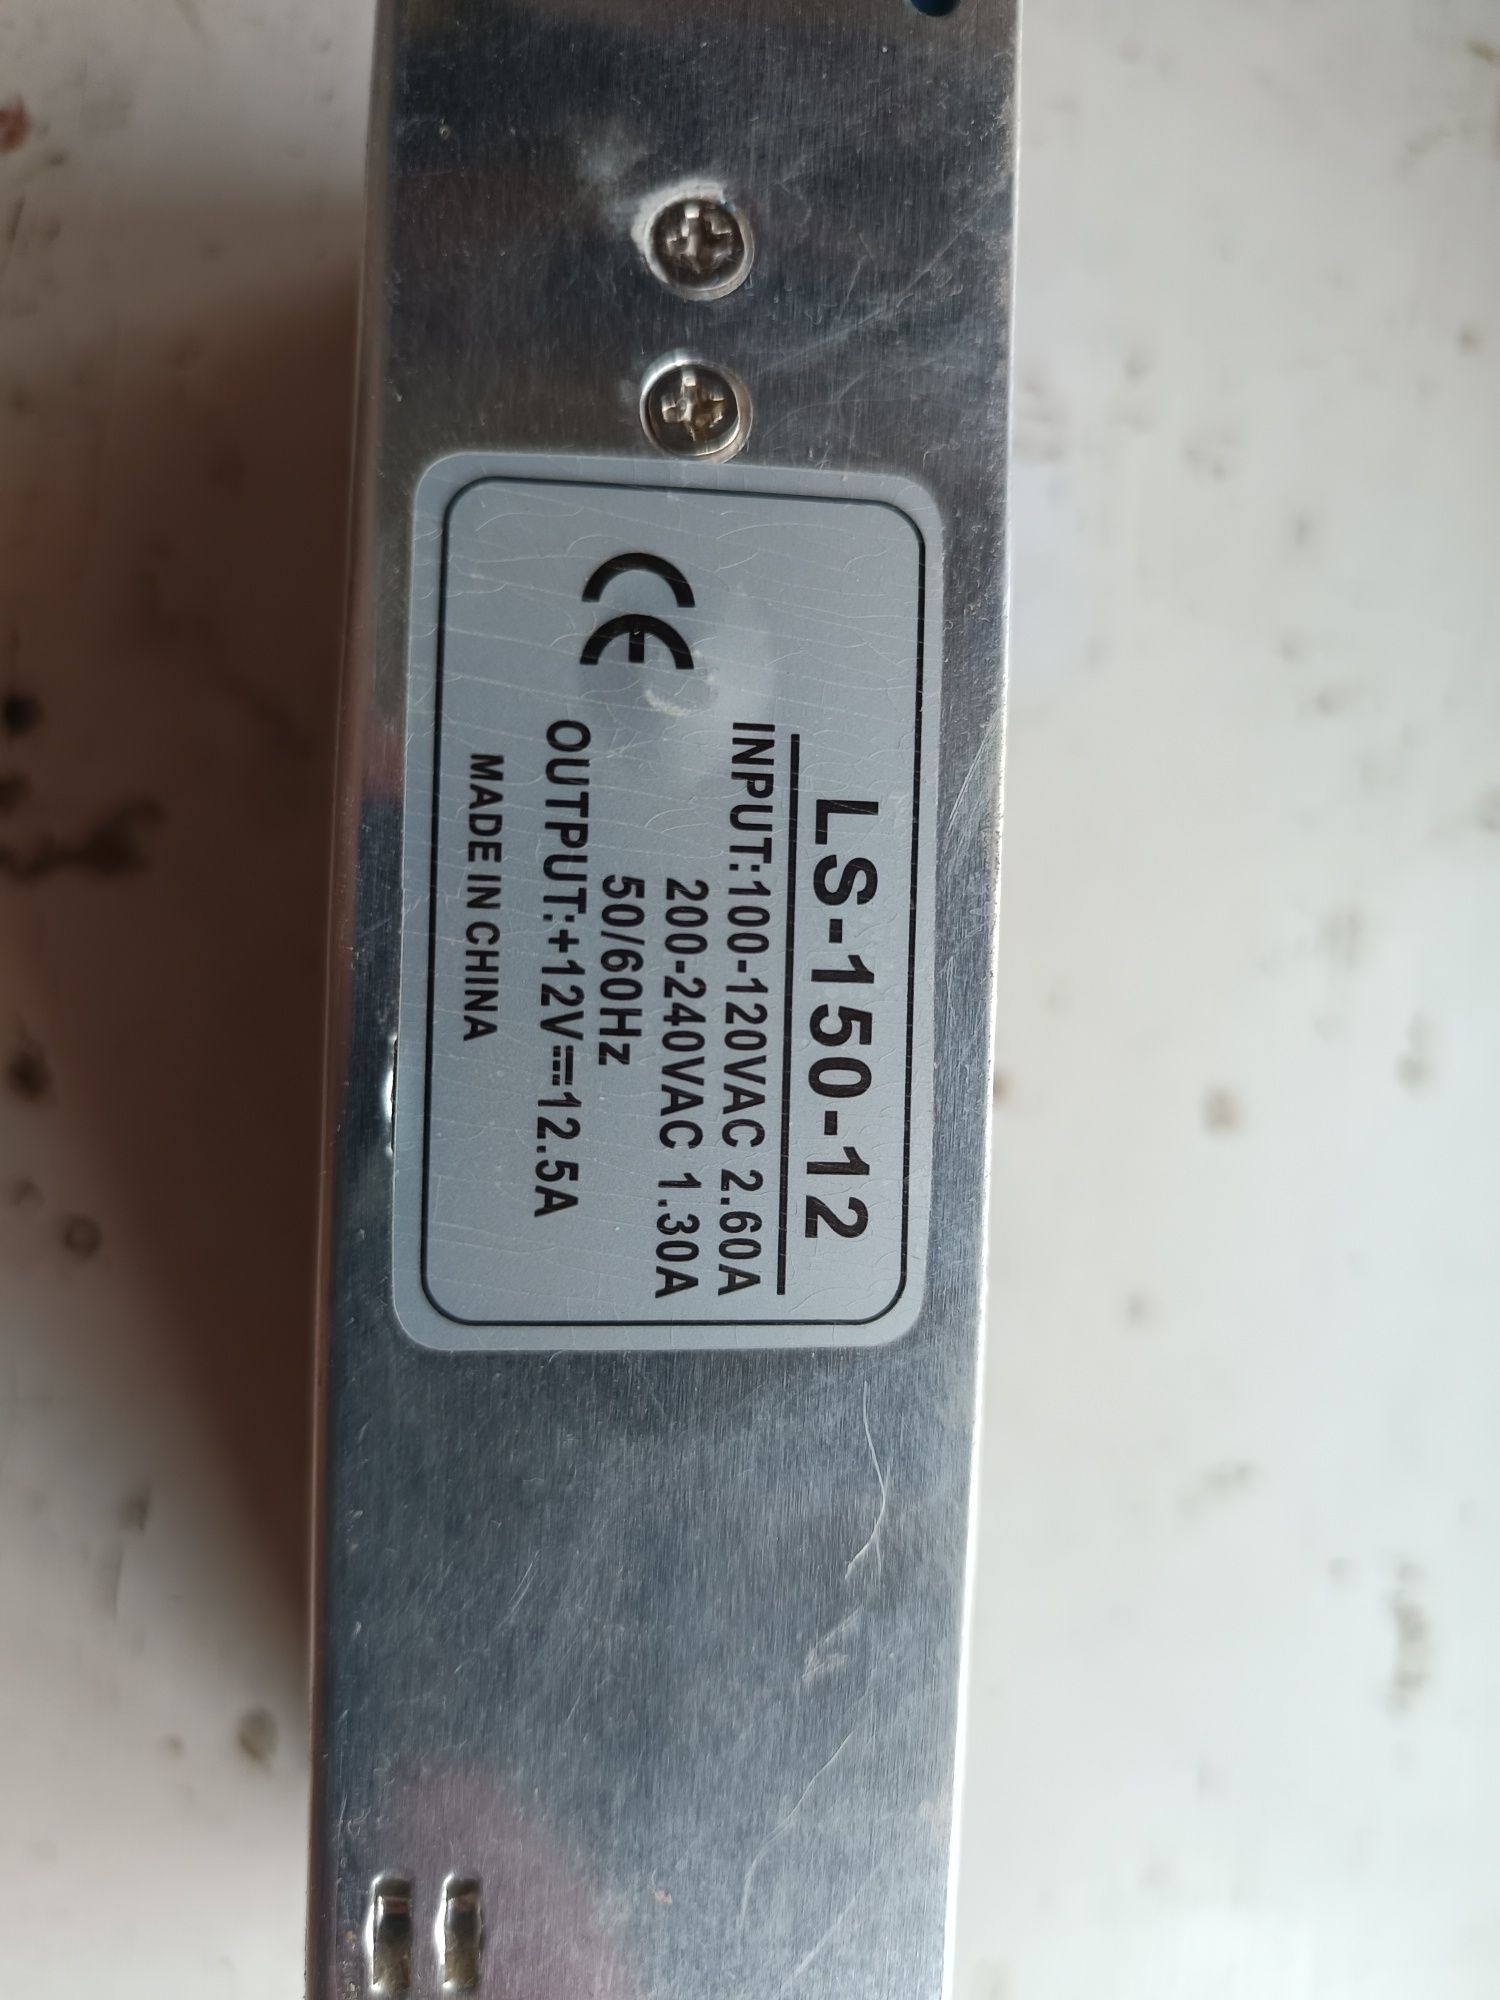 LS-150-12
INPUT:100-120VAC 2.60A
200-240VAC 1.30A
50/60Hz
CE
OUTPUT:+12V⎓12.5A
MADE IN CHINA